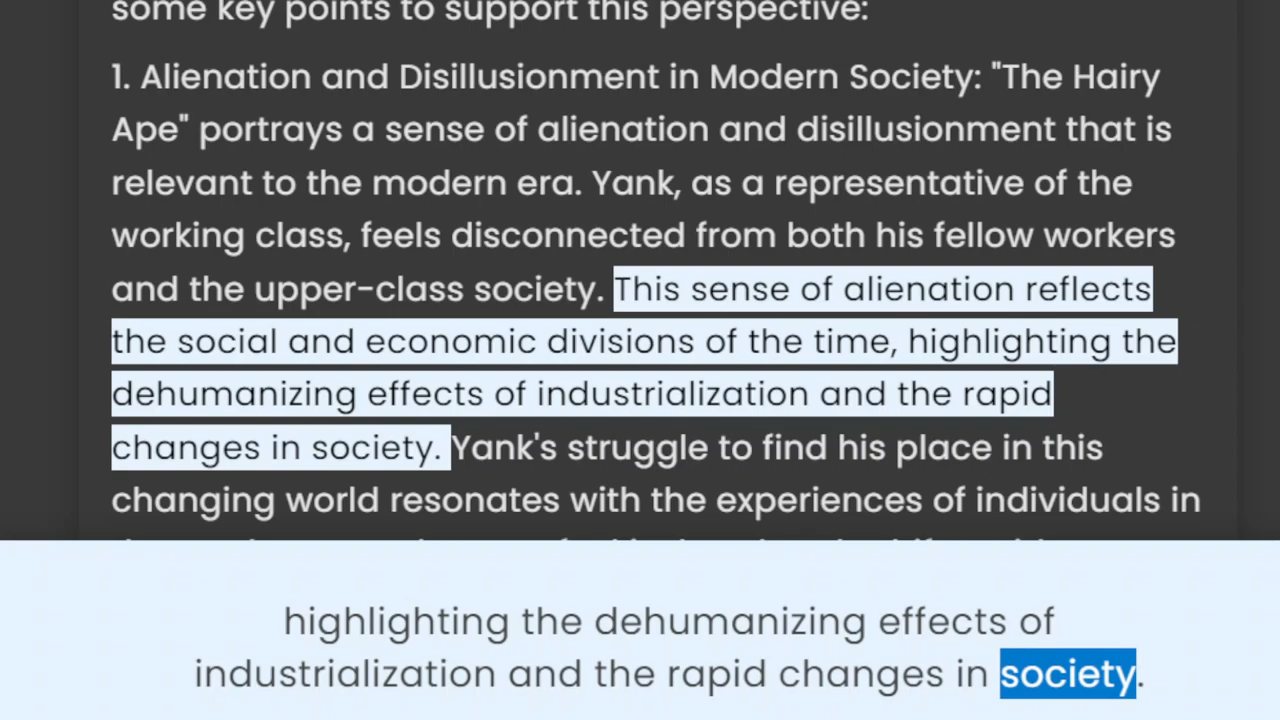 some key points to support this perspective:
1. Alienation and Disillusionment in Modern Society: "The Hairy
Ape" portrays a sense of alienation and disillusionment that is
relevant to the modern era. Yank, as a representative of the
working class, feels disconnected from both his fellow workers
and the upper-class society. This sense of alienation reflects
the social and economic divisions of the time, highlighting the
dehumanizing effects of industrialization and the rapid
changes in society. Yank's struggle to find his place in this
changing world resonates with the experiences of individuals in
highlighting the dehumanizing effects of
industrialization and the rapid changes in society.